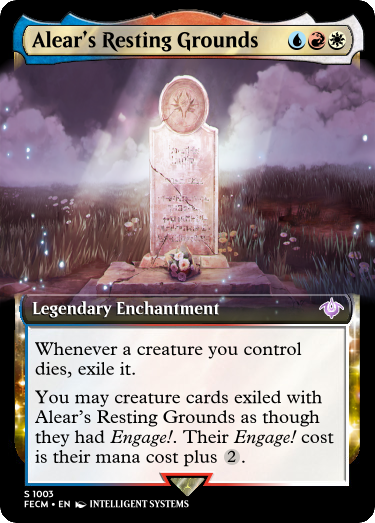 Alear's Resting Grounds
Legendary Enchantment
Whenever a creature you control
dies, exile it.
You may creature cards exiled with
Alear's Resting Grounds as though
they had Engage!. Their Engage! cost
is their mana cost plus 2.
S 1003
FECM • EN INTELLIGENT SYSTEMS